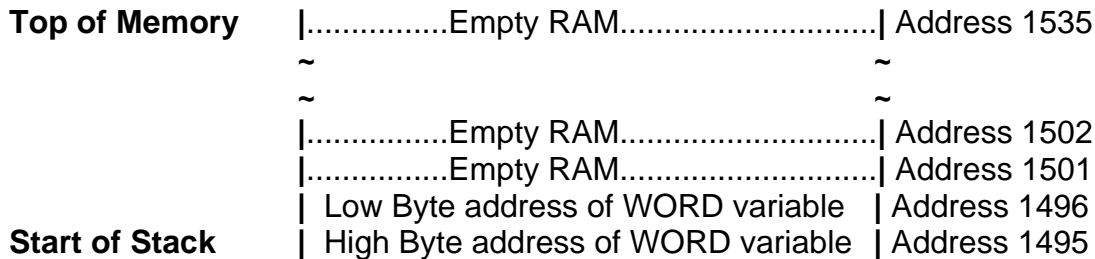 Top of Memory |................Empty RAM.............................| Address 1535
~ ~
~ ~
|................Empty RAM.............................| Address 1502
|................Empty RAM.............................| Address 1501
| Low Byte address of WORD variable | Address 1496
Start of Stack | High Byte address of WORD variable | Address 1495